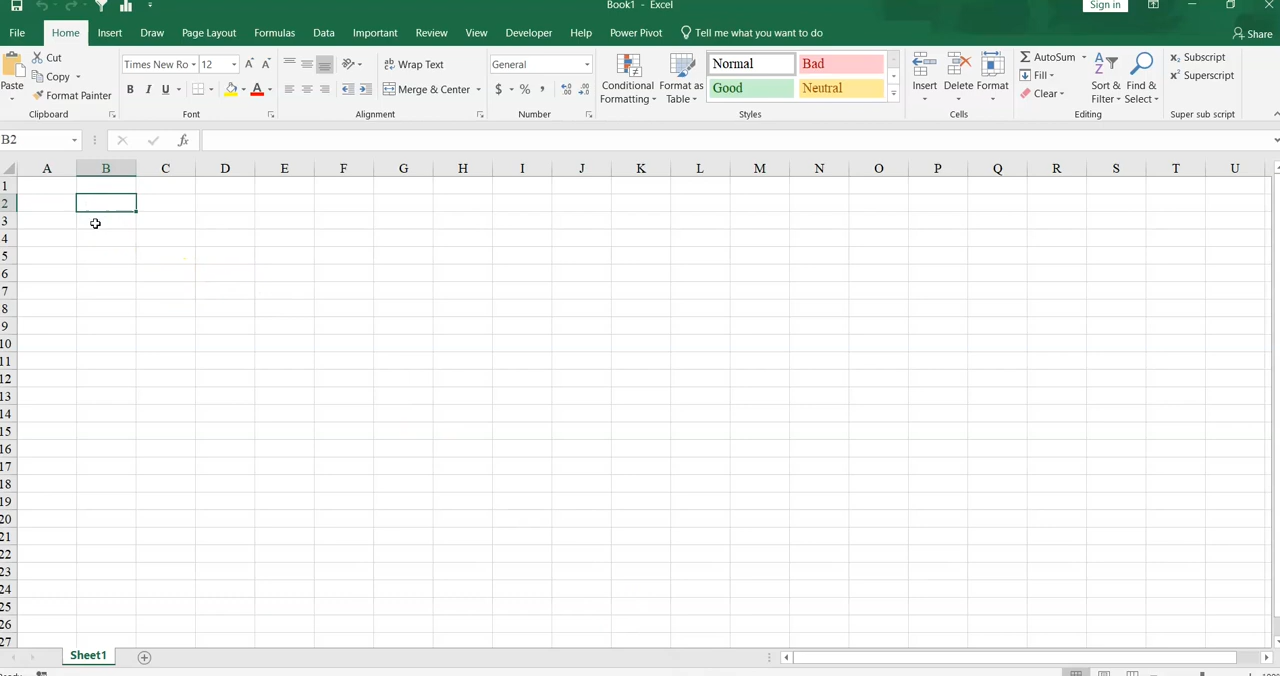 Book1 - Excel
Sign in
File Home Insert Draw Page Layout Formulas Data Important Review View Developer Help Power Pivot Tell me what you want to do Share
Paste
Cut
Copy
Format Painter
Clipboard
Times New Ro 12
B I U A
Font
Wrap Text
Merge & Center
Alignment
General
$ % ,
Number
Conditional Formatting
Format as Table
Normal Bad
Good Neutral
Styles
Insert Delete Format
Cells
AutoSum
Fill
Clear
Sort & Filter
Find & Select
Editing
Subscript
Superscript
Super sub script
B2 fx
A B C D E F G H I J K L M N O P Q R S T U
1
2
3
4
5
6
7
8
9
10
11
12
13
14
15
16
17
18
19
20
21
22
23
24
25
26
27
Sheet1